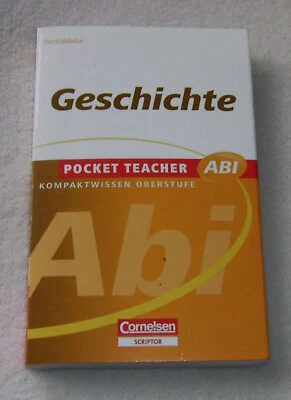 Geschichte
POCKET TEACHER ABI
KOMPAKTWISSEN OBERSTUFE
Abi
Cornelsen
SCRIPTOR